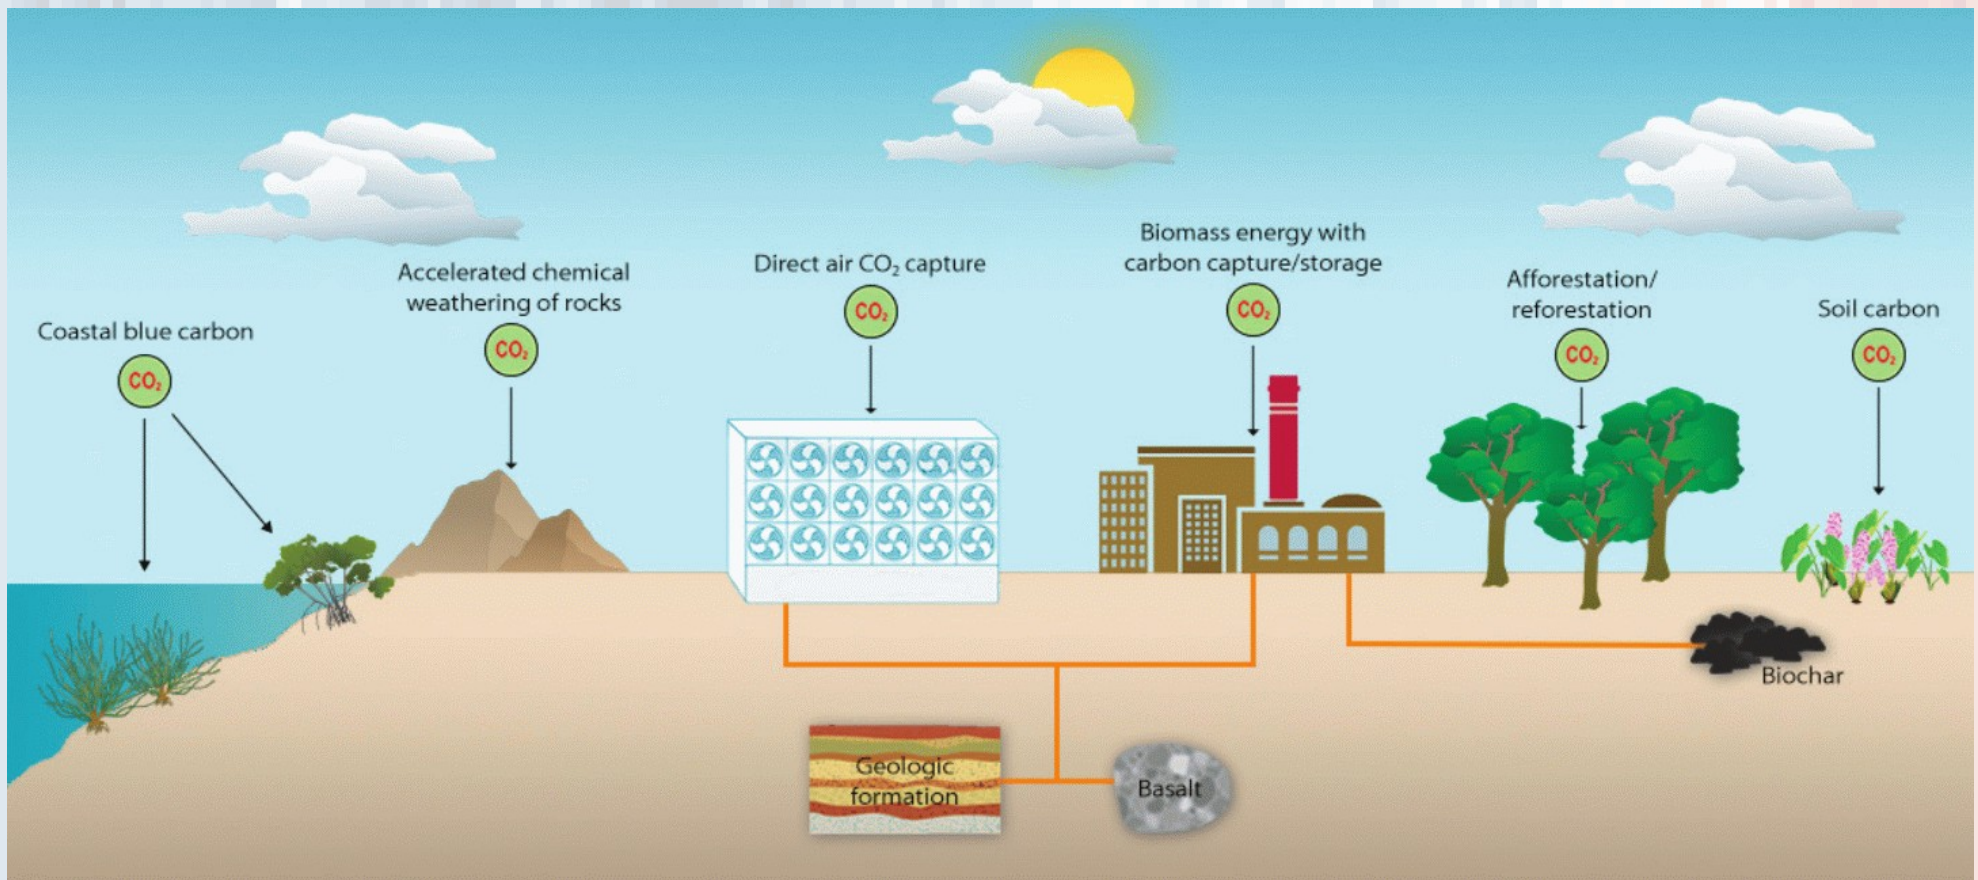 Coastal blue carbon
CO₂
Accelerated chemical
weathering of rocks
CO₂
Direct air CO₂ capture
CO₂
Biomass energy with
carbon capture/storage
CO₂
Afforestation/
reforestation
CO₂
Soil carbon
CO₂
Geologic
formation
Basalt
Biochar